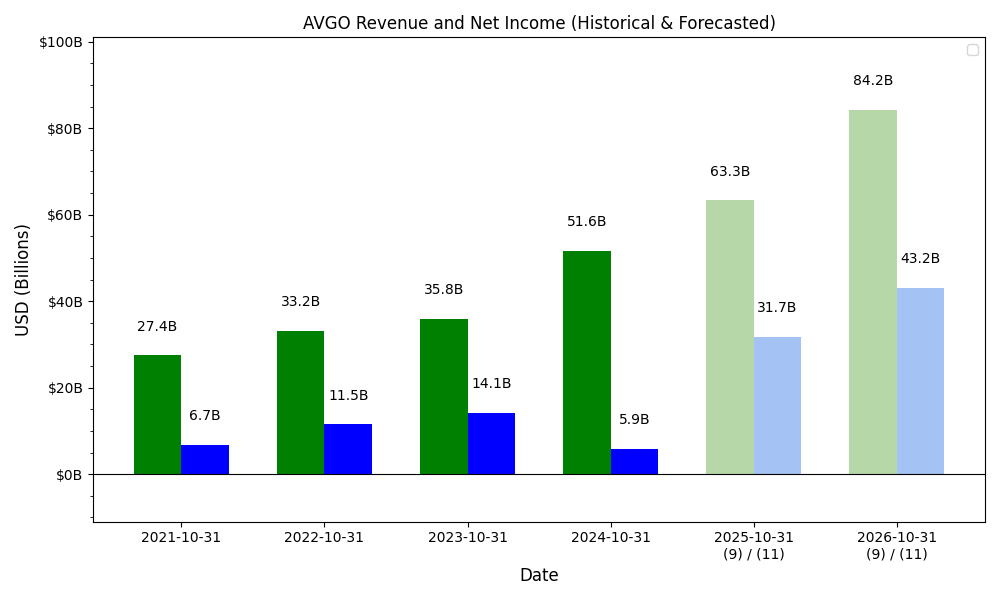 AVGO Revenue and Net Income (Historical & Forecasted)
$100B
$80B
$60B
$40B
$20B
$0B
USD (Billions)
27.4B
6.7B
33.2B
11.5B
35.8B
14.1B
51.6B
5.9B
63.3B
31.7B
84.2B
43.2B
2021-10-31
2022-10-31
2023-10-31
2024-10-31
2025-10-31
(9) / (11)
2026-10-31
(9) / (11)
Date